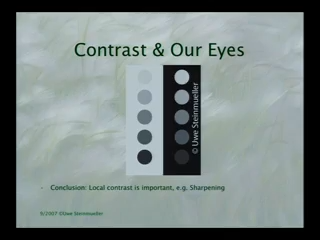 Contrast & Our Eyes
© Uwe Steinmueller
- Conclusion: Local contrast is important, e.g. Sharpening
9/2007 ©Uwe Steinmueller